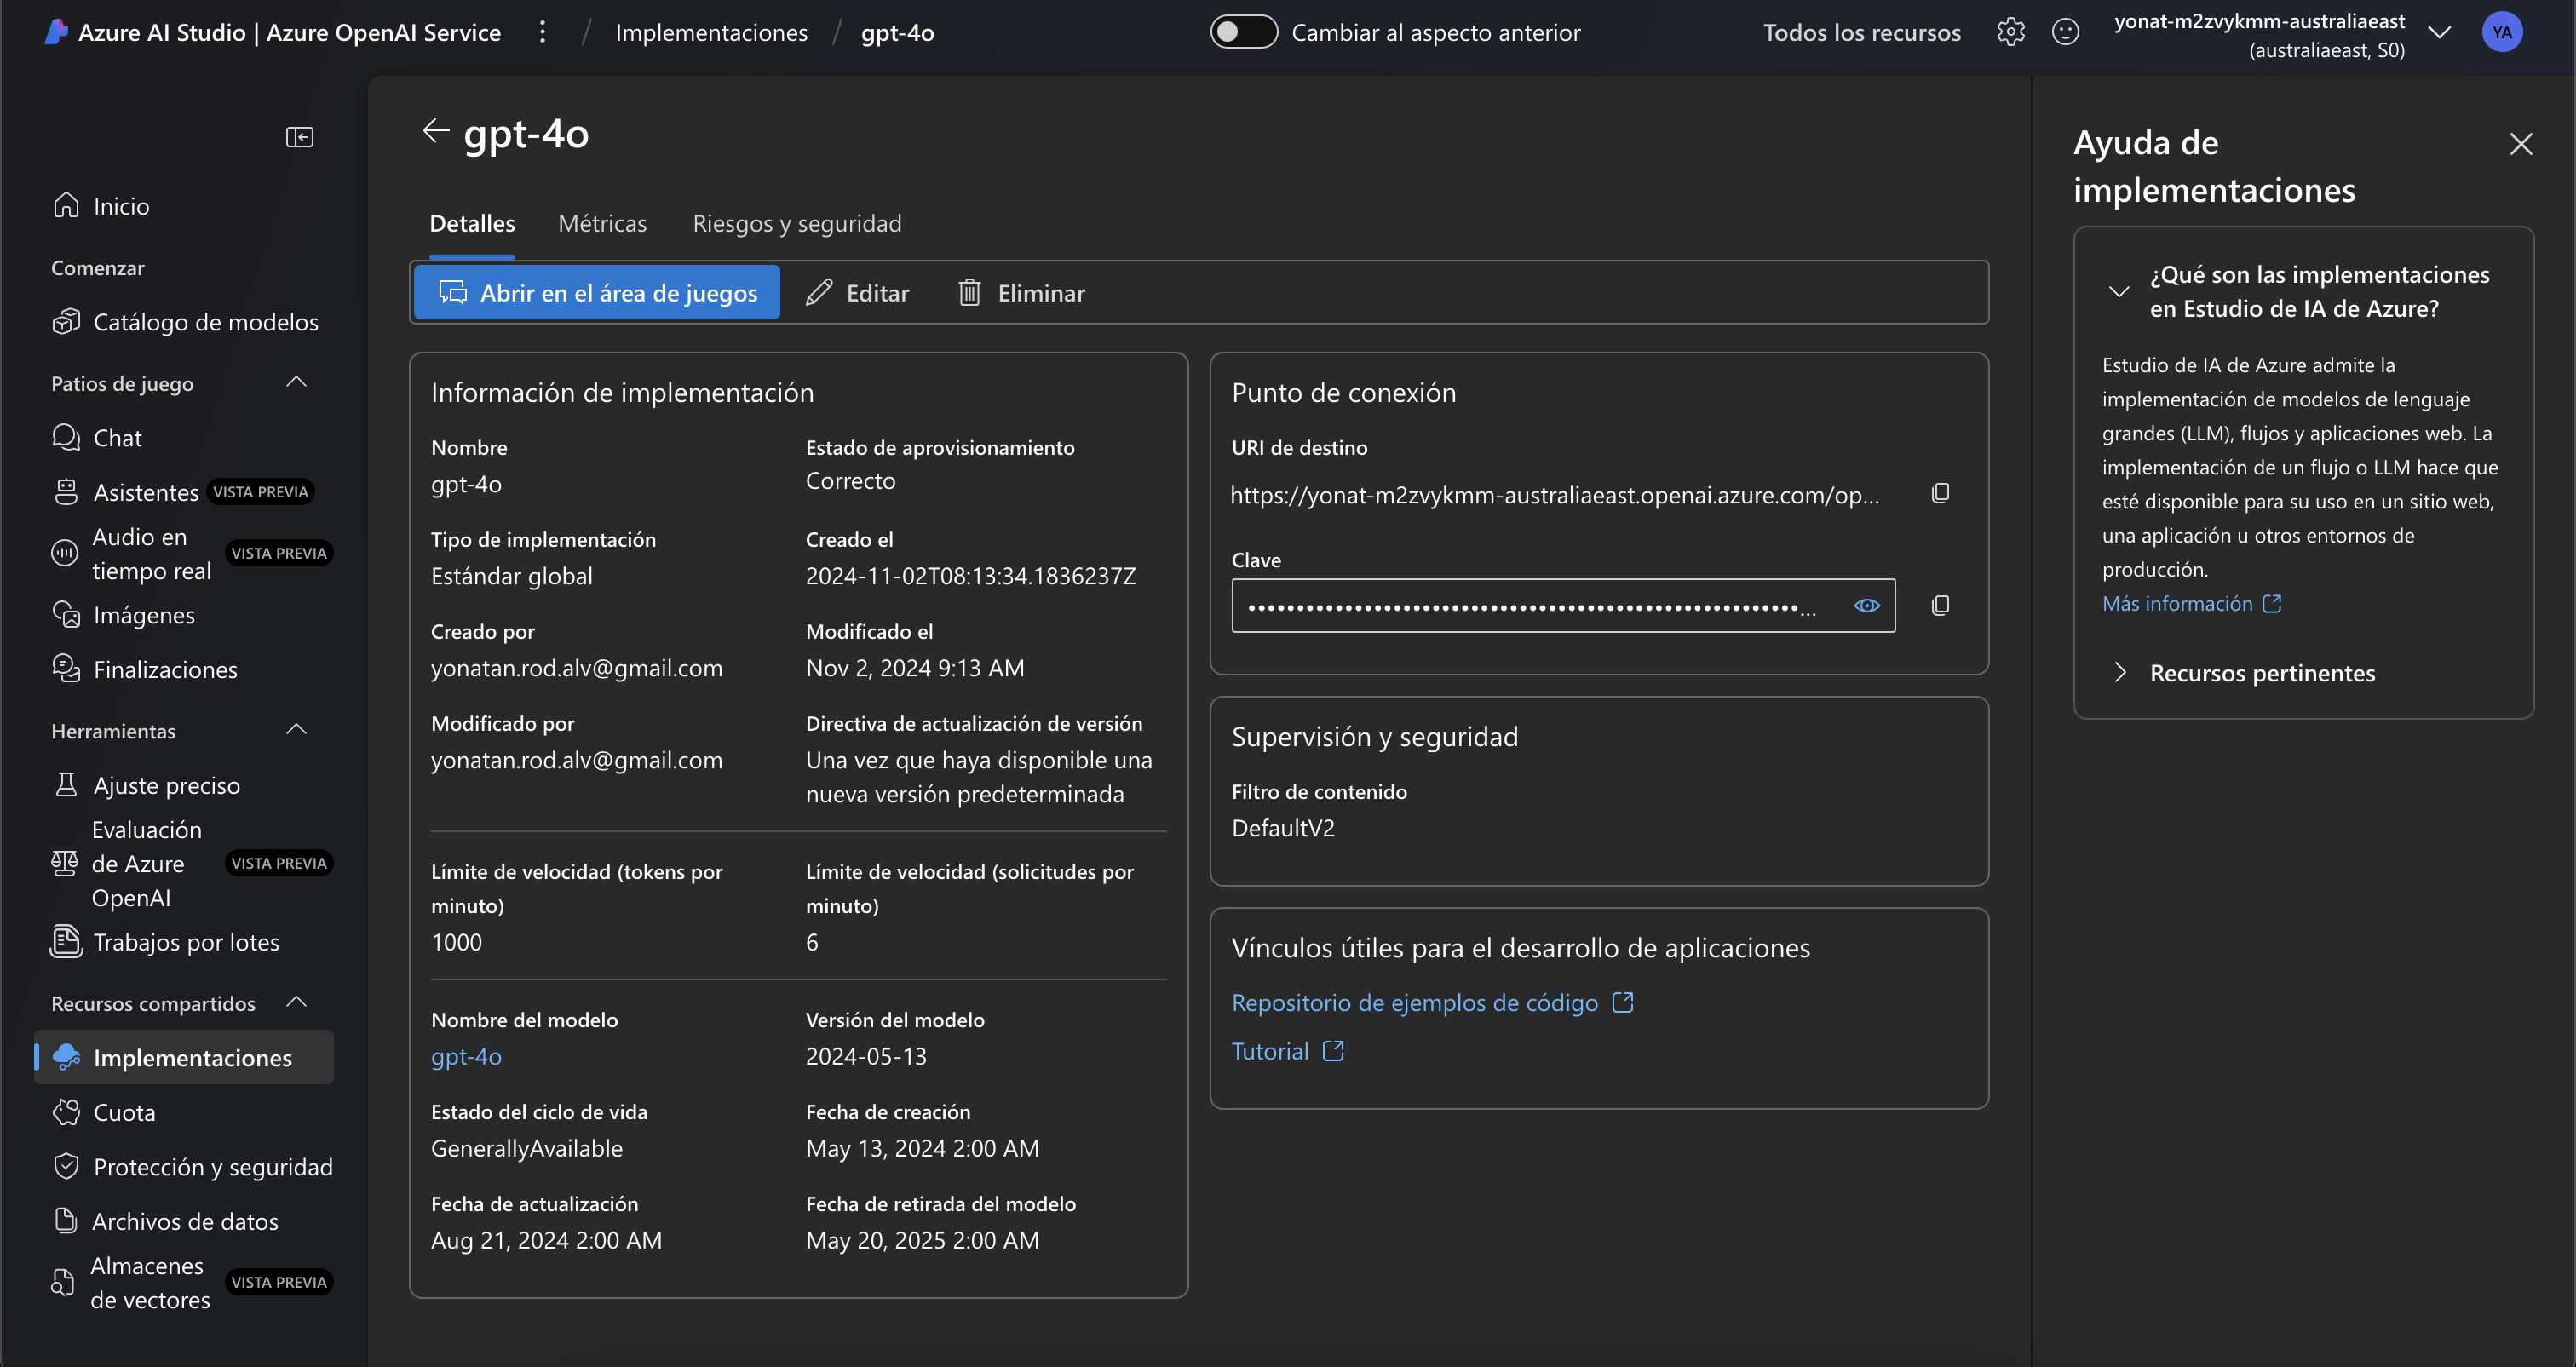 Azure AI Studio | Azure OpenAI Service
/
Implementaciones
/
gpt-4o
Cambiar al aspecto anterior
Todos los recursos
yonat-m2zvykmm-australiaeast
(australiaeast, S0)
YA
Inicio
Comenzar
Catálogo de modelos
Patios de juego
Chat
Asistentes VISTA PREVIA
Audio en
tiempo real
VISTA PREVIA
Imágenes
Finalizaciones
Herramientas
Ajuste preciso
Evaluación
de Azure
OpenAI
VISTA PREVIA
Trabajos por lotes
Recursos compartidos
Implementaciones
Cuota
Protección y seguridad
Archivos de datos
Almacenes
de vectores
VISTA PREVIA
gpt-4o
Detalles
Métricas
Riesgos y seguridad
Abrir en el área de juegos
Editar
Eliminar
Información de implementación
Nombre
gpt-4o
Estado de aprovisionamiento
Correcto
Tipo de implementación
Estándar global
Creado el
2024-11-02T08:13:34.1836237Z
Creado por
yonatan.rod.alv@gmail.com
Modificado el
Nov 2, 2024 9:13 AM
Modificado por
yonatan.rod.alv@gmail.com
Directiva de actualización de versión
Una vez que haya disponible una
nueva versión predeterminada
Límite de velocidad (tokens por
minuto)
1000
Límite de velocidad (solicitudes por
minuto)
6
Nombre del modelo
gpt-4o
Versión del modelo
2024-05-13
Estado del ciclo de vida
GenerallyAvailable
Fecha de creación
May 13, 2024 2:00 AM
Fecha de actualización
Aug 21, 2024 2:00 AM
Fecha de retirada del modelo
May 20, 2025 2:00 AM
Punto de conexión
URI de destino
https://yonat-m2zvykmm-australiaeast.openai.azure.com/op...
Clave
Supervisión y seguridad
Filtro de contenido
DefaultV2
Vínculos útiles para el desarrollo de aplicaciones
Repositorio de ejemplos de código
Tutorial
Ayuda de
implementaciones
¿Qué son las implementaciones
en Estudio de IA de Azure?
Estudio de IA de Azure admite la
implementación de modelos de lenguaje
grandes (LLM), flujos y aplicaciones web. La
implementación de un flujo o LLM hace que
esté disponible para su uso en un sitio web,
una aplicación u otros entornos de
producción.
Más información
Recursos pertinentes